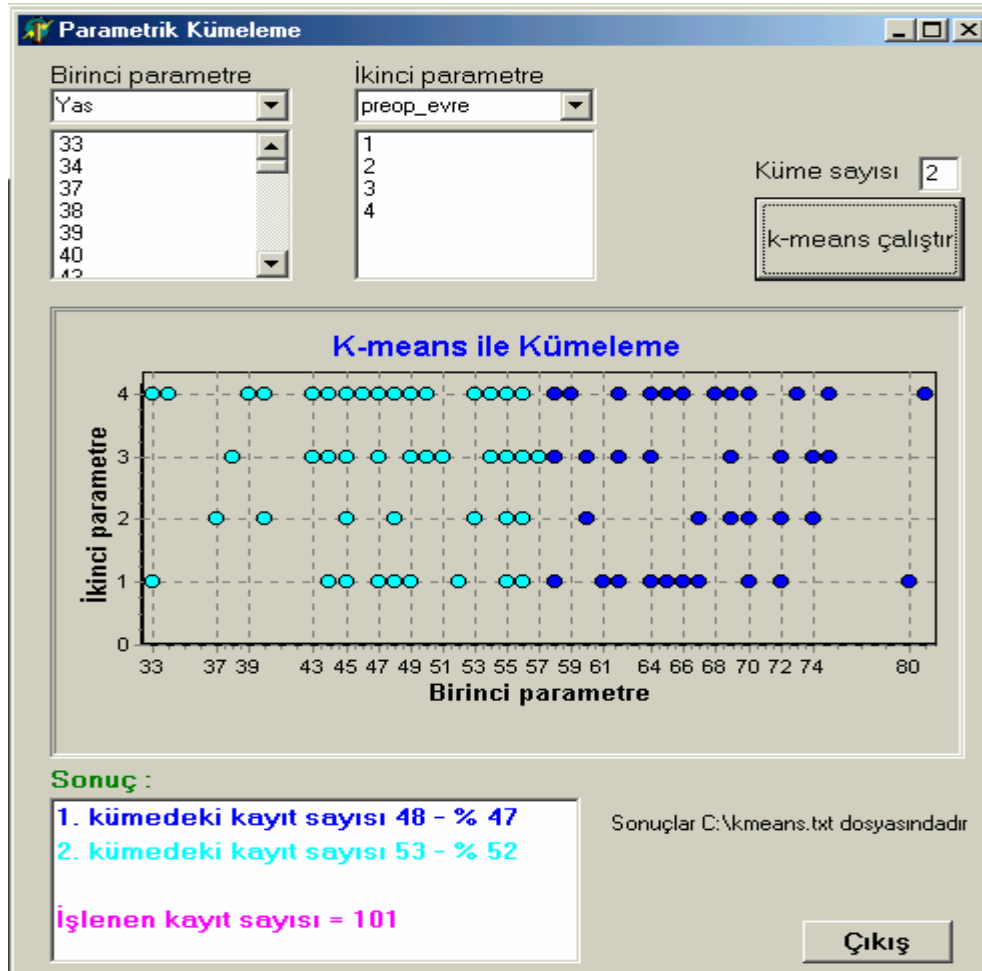 Parametrik Kümeleme
Birinci parametre
İkinci parametre
Yas
preop_evre
33
34
37
38
39
40
43
1
2
3
4
Küme sayısı 2
k-means çalıştır
K-means ile Kümeleme
İkinci parametre
4
3
2
1
0
33 37 39 43 45 47 49 51 53 55 57 59 61 64 66 68 70 72 74 80
Birinci parametre
Sonuç :
1. kümedeki kayıt sayısı 48 - % 47
2. kümedeki kayıt sayısı 53 - % 52
İşlenen kayıt sayısı = 101
Sonuçlar C:\kmeans.txt dosyasındadır
Çıkış